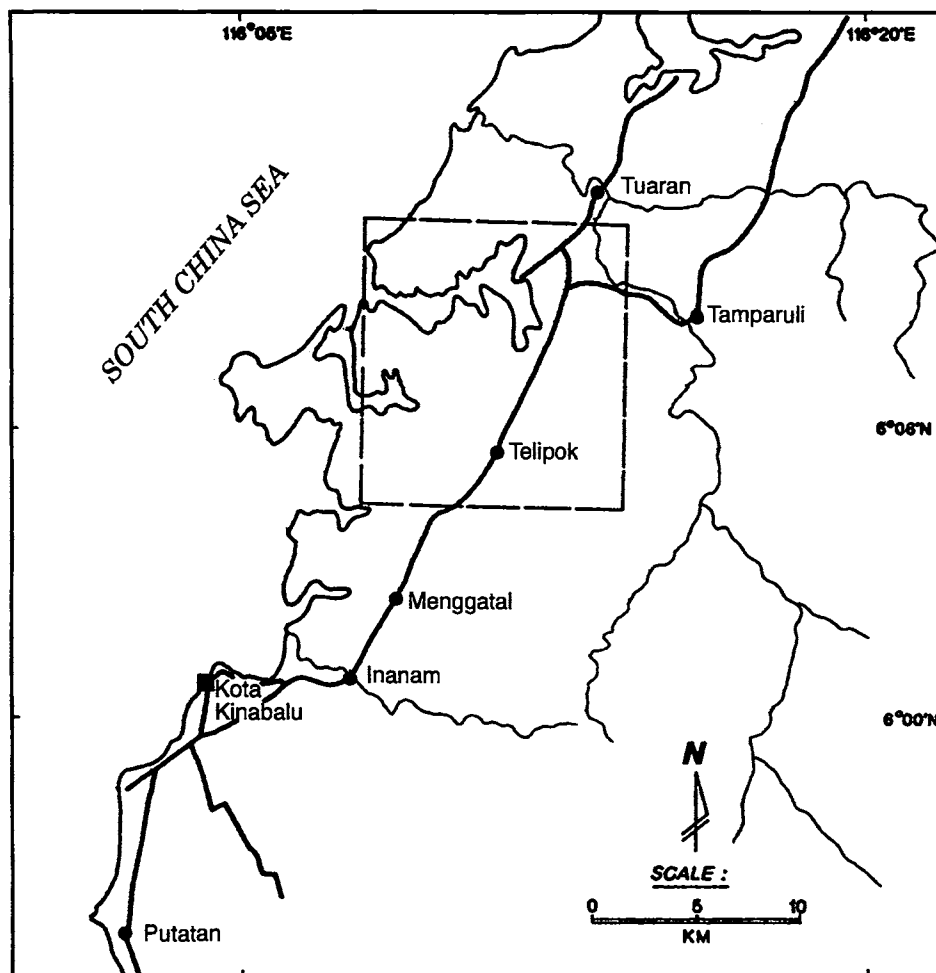 116°05'E
116°20'E
SOUTH CHINA SEA
Tuaran
Tamparuli
6°06'N
Telipok
Menggatal
Inanam
Kota
Kinabalu
6°00'N
N
SCALE :
0 5 10
KM
Putatan